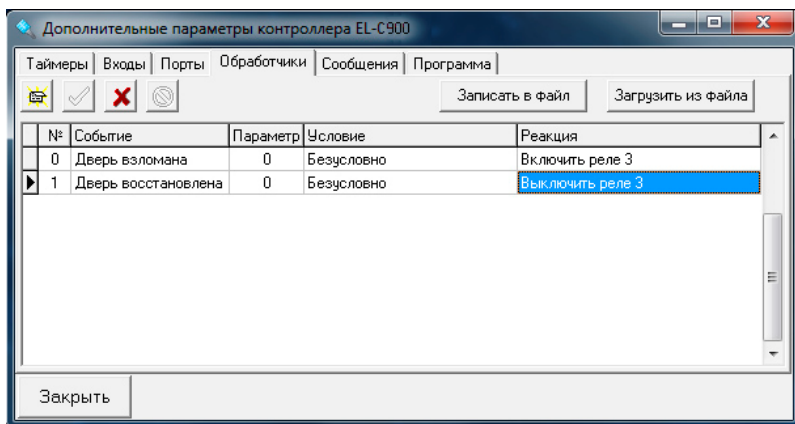 Дополнительные параметры контроллера EL-C900
Таймеры Входы Порты Обработчики Сообщения Программа
Записать в файл Загрузить из файла
№ Событие Параметр Условие Реакция
0 Дверь взломана 0 Безусловно Включить реле 3
1 Дверь восстановлена 0 Безусловно Выключить реле 3
Закрыть